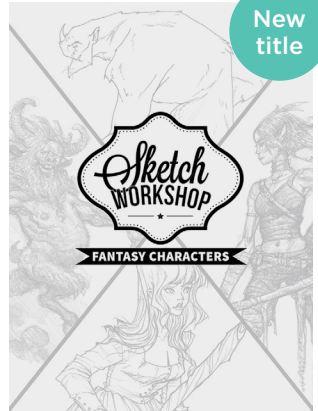 New
title
Sketch
WORKSHOP
FANTASY CHARACTERS